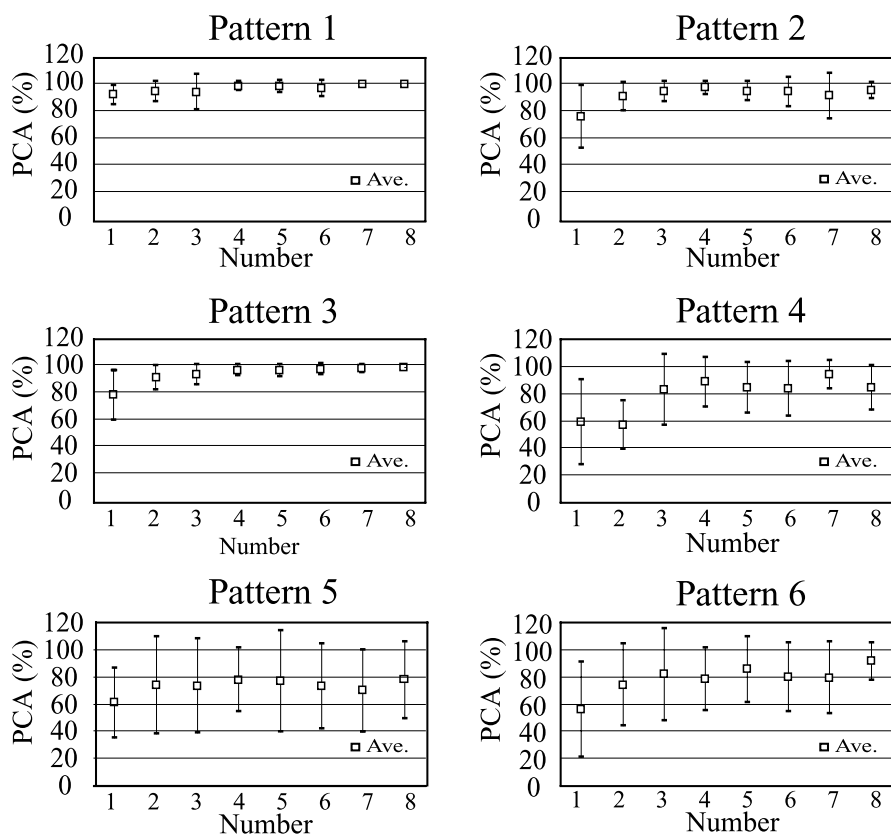 Pattern 1
PCA (%)
120
100
80
60
40
20
0
Ave.
1 2 3 4 5 6 7 8
Number
Pattern 2
PCA (%)
120
100
80
60
40
20
0
Ave.
1 2 3 4 5 6 7 8
Number
Pattern 3
PCA (%)
120
100
80
60
40
20
0
Ave.
1 2 3 4 5 6 7 8
Number
Pattern 4
PCA (%)
120
100
80
60
40
20
0
Ave.
1 2 3 4 5 6 7 8
Number
Pattern 5
PCA (%)
120
100
80
60
40
20
0
Ave.
1 2 3 4 5 6 7 8
Number
Pattern 6
PCA (%)
120
100
80
60
40
20
0
Ave.
1 2 3 4 5 6 7 8
Number